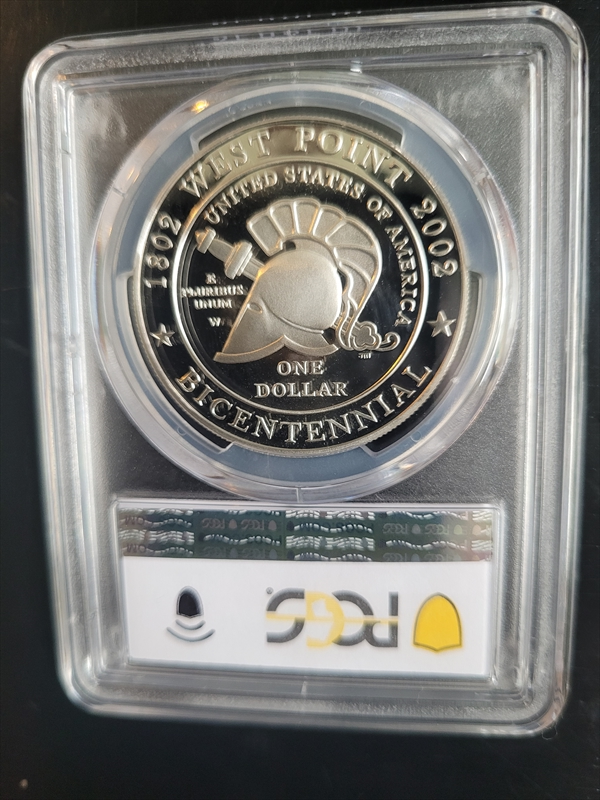 1802 WEST POINT 2002
UNITED STATES OF AMERICA
E
PLURIBUS
UNUM
W
ONE
DOLLAR
BICENTENNIAL
PCGS